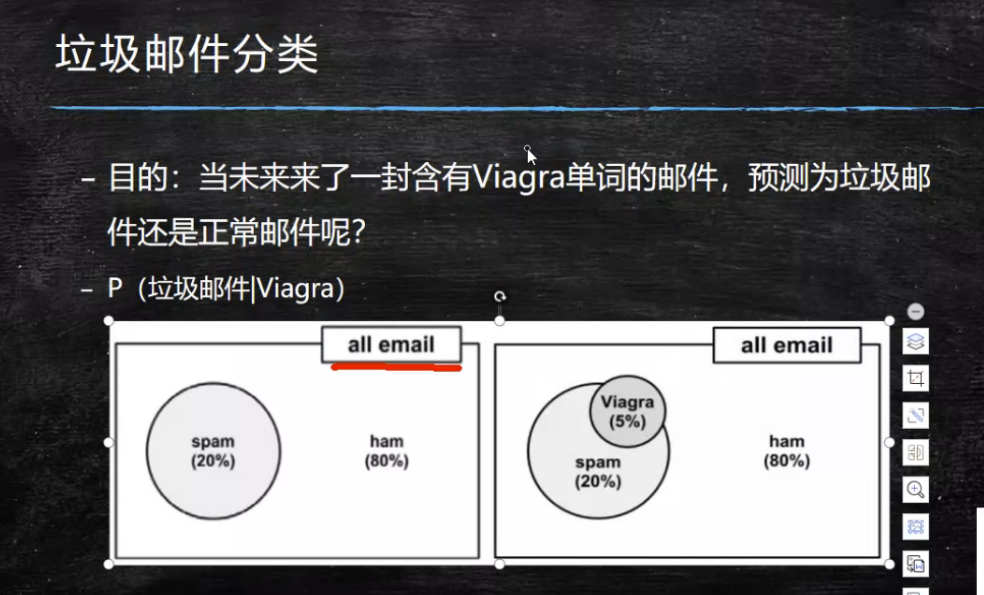 垃圾邮件分类
– 目的：当未来来了一封含有Viagra单词的邮件，预测为垃圾邮
件还是正常邮件呢？
– P（垃圾邮件|Viagra）
all email
spam
(20%)
ham
(80%)
all email
Viagra
(5%)
spam
(20%)
ham
(80%)